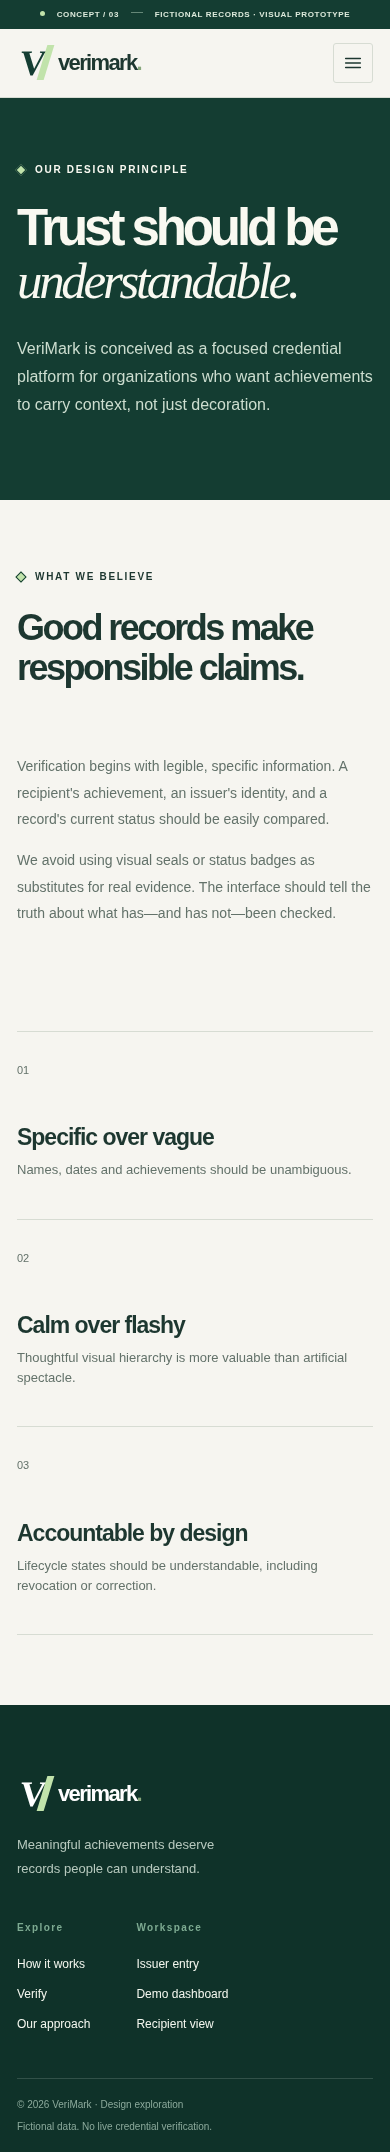 CONCEPT / 03 — FICTIONAL RECORDS · VISUAL PROTOTYPE
V verimark.
OUR DESIGN PRINCIPLE
Trust should be
understandable.
VeriMark is conceived as a focused credential
platform for organizations who want achievements
to carry context, not just decoration.
WHAT WE BELIEVE
Good records make
responsible claims.
Verification begins with legible, specific information. A
recipient's achievement, an issuer's identity, and a
record's current status should be easily compared.
We avoid using visual seals or status badges as
substitutes for real evidence. The interface should tell the
truth about what has—and has not—been checked.
01
Specific over vague
Names, dates and achievements should be unambiguous.
02
Calm over flashy
Thoughtful visual hierarchy is more valuable than artificial
spectacle.
03
Accountable by design
Lifecycle states should be understandable, including
revocation or correction.
V verimark.
Meaningful achievements deserve
records people can understand.
Explore
How it works
Verify
Our approach
Workspace
Issuer entry
Demo dashboard
Recipient view
© 2026 VeriMark · Design exploration
Fictional data. No live credential verification.